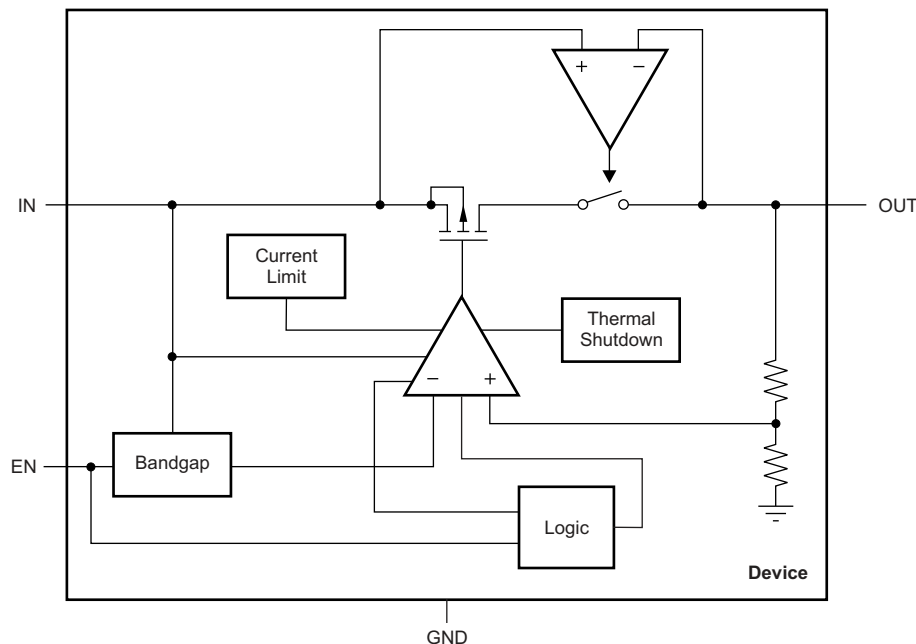 + −
IN
OUT
Current
Limit
Thermal
Shutdown
− +
EN
Bandgap
Logic
Device
GND